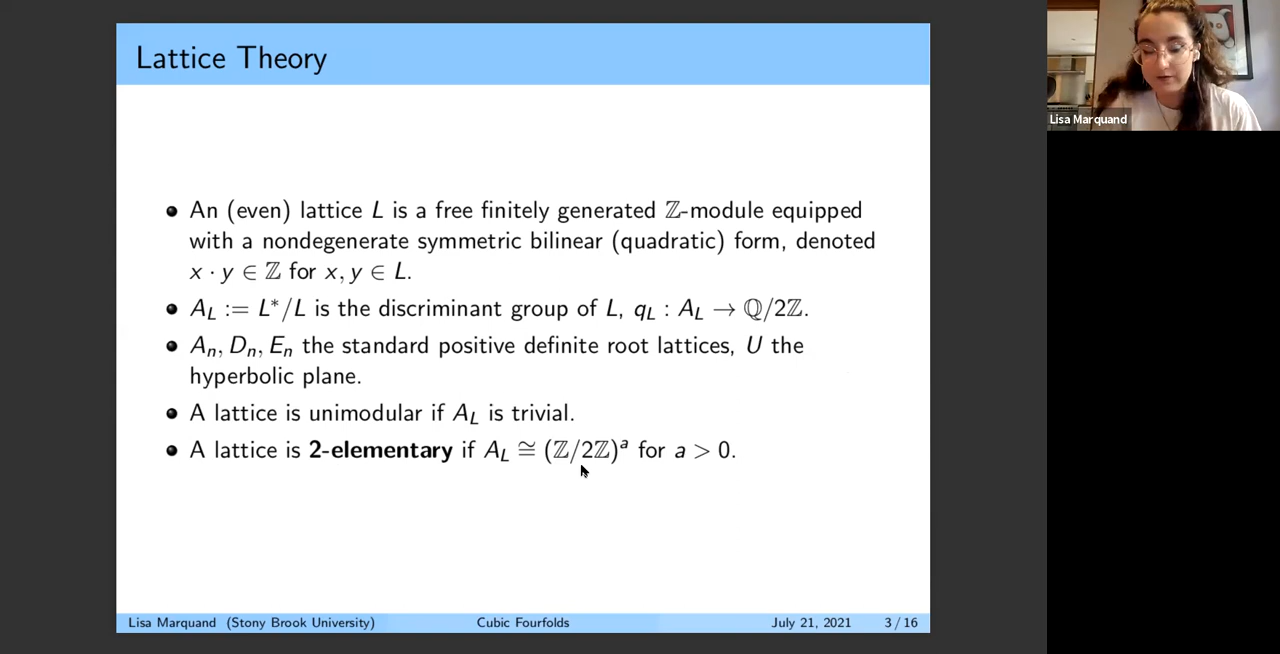 Lattice Theory
An (even) lattice L is a free finitely generated ℤ-module equipped
with a nondegenerate symmetric bilinear (quadratic) form, denoted
x · y ∈ ℤ for x, y ∈ L.
A_L := L*/L is the discriminant group of L, q_L : A_L → ℚ/2ℤ.
A_n, D_n, E_n the standard positive definite root lattices, U the
hyperbolic plane.
A lattice is unimodular if A_L is trivial.
A lattice is 2-elementary if A_L ≅ (ℤ/2ℤ)^a for a > 0.
Lisa Marquand (Stony Brook University) Cubic Fourfolds July 21, 2021 3 / 16
Lisa Marquand